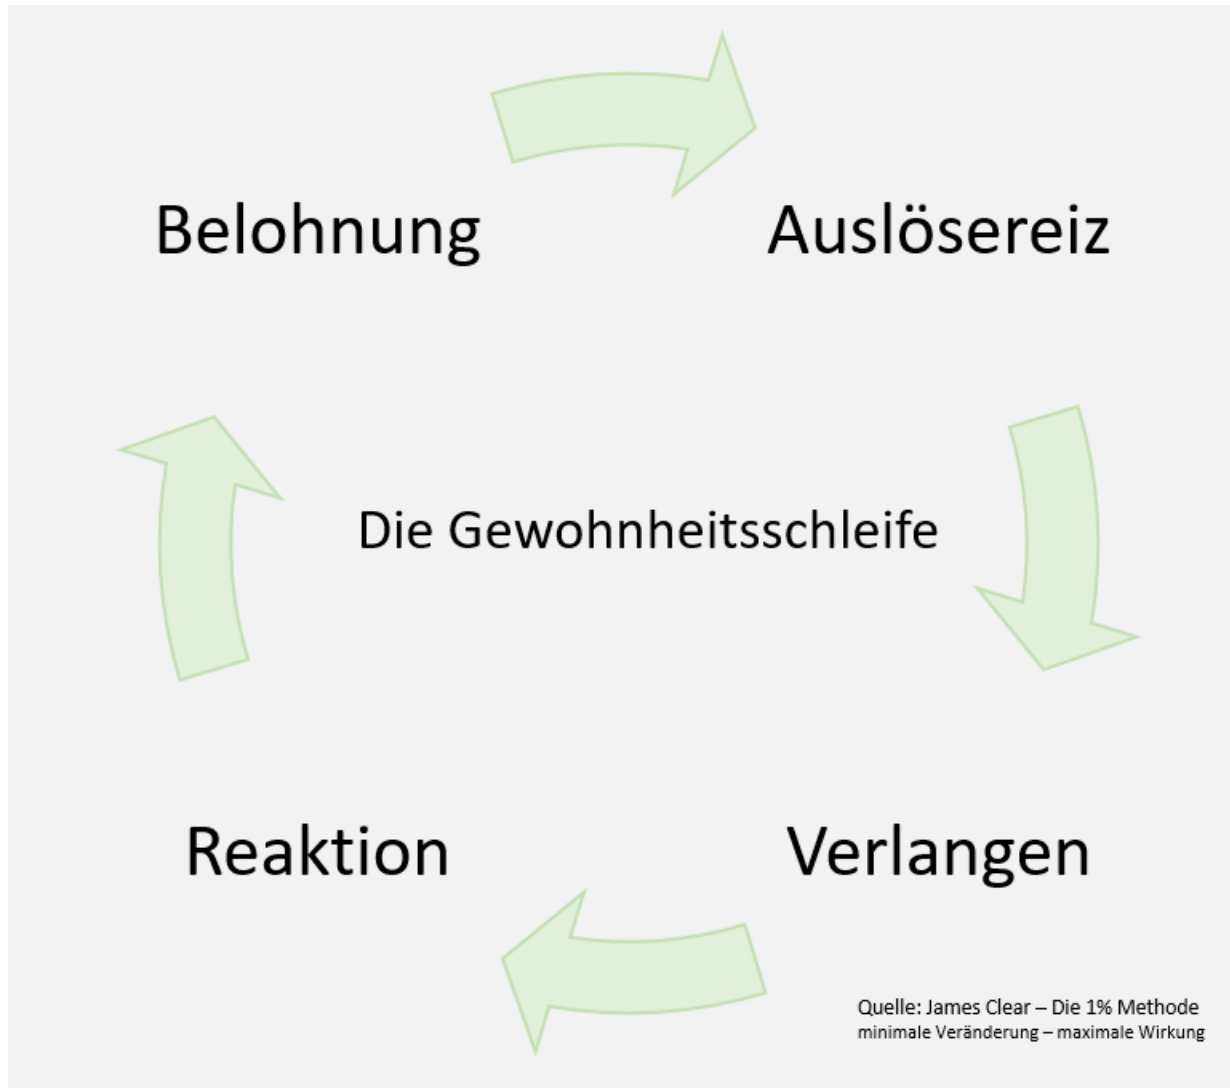 Belohnung
Auslösereiz
Die Gewohnheitsschleife
Reaktion
Verlangen
Quelle: James Clear – Die 1% Methode
minimale Veränderung – maximale Wirkung